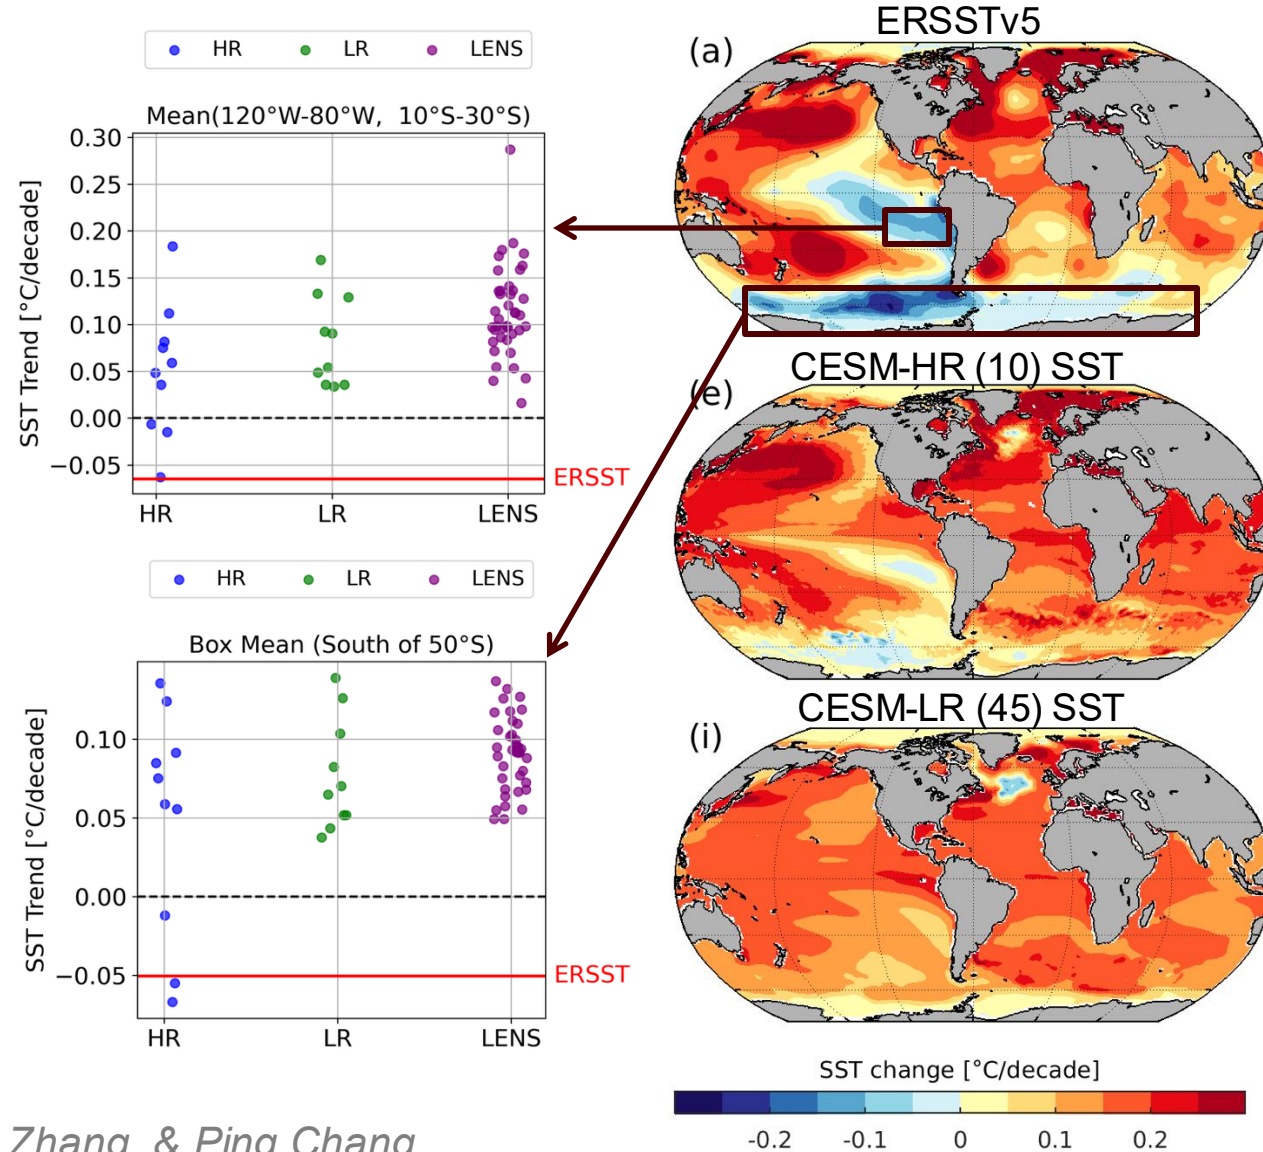 HR LR LENS
Mean(120°W-80°W, 10°S-30°S)
0.30
0.25
0.20
0.15
0.10
0.05
0.00
−0.05
SST Trend [°C/decade]
ERSST
HR LR LENS
HR LR LENS
Box Mean (South of 50°S)
0.10
0.05
0.00
−0.05
SST Trend [°C/decade]
ERSST
HR LR LENS
Zhang & Ping Chang
ERSSTv5
(a)
CESM-HR (10) SST
(e)
CESM-LR (45) SST
(i)
SST change [°C/decade]
-0.2 -0.1 0 0.1 0.2